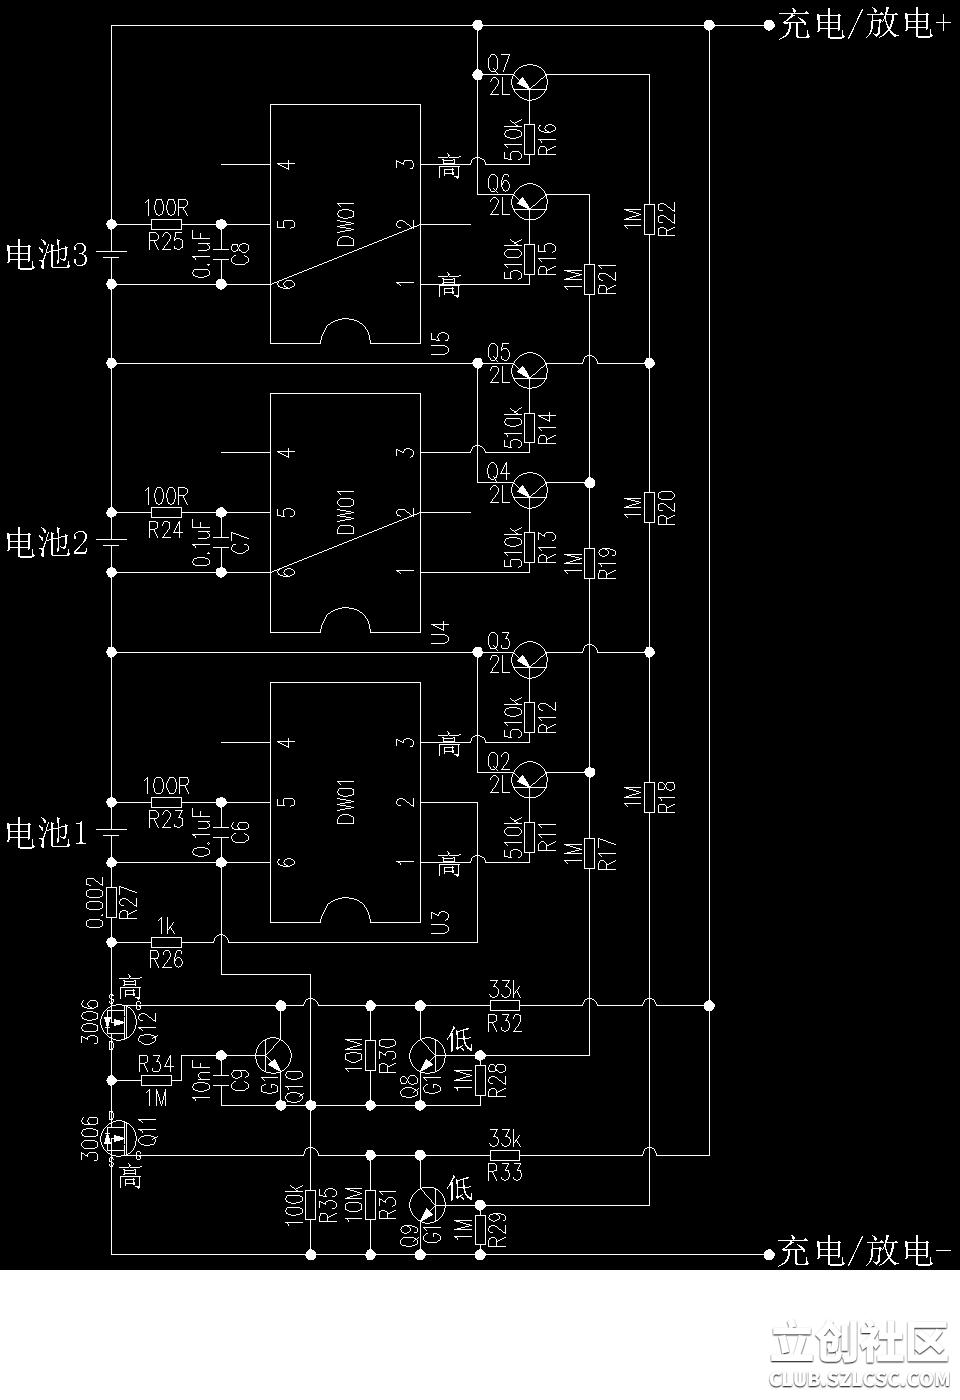 充电/放电+
Q7
2L
510k
R16
4
3
高
100R
R25
5
DW01
2
Q6
2L
510k
R15
1M
R22
电池3
0.1uF
C8
6
1
高
1M
R21
U5
Q5
2L
510k
R14
4
3
100R
R24
5
DW01
2
Q4
2L
510k
R13
1M
R20
电池2
0.1uF
C7
6
1
1M
R19
U4
Q3
2L
510k
R12
4
3
高
100R
R23
5
DW01
2
Q2
2L
510k
R11
1M
R18
电池1
0.1uF
C6
6
1
高
1M
R17
0.002
R27
U3
1k
R26
高
S
G
3006
Q12
D
33k
R32
R34
1M
10nF
C9
G1
Q10
10M
R30
低
Q8
G1
1M
R28
D
3006
Q11
S
G
高
33k
R33
100k
R35
10M
R31
低
Q9
G1
1M
R29
充电/放电-
立创社区
CLUB.SZLCSC.COM